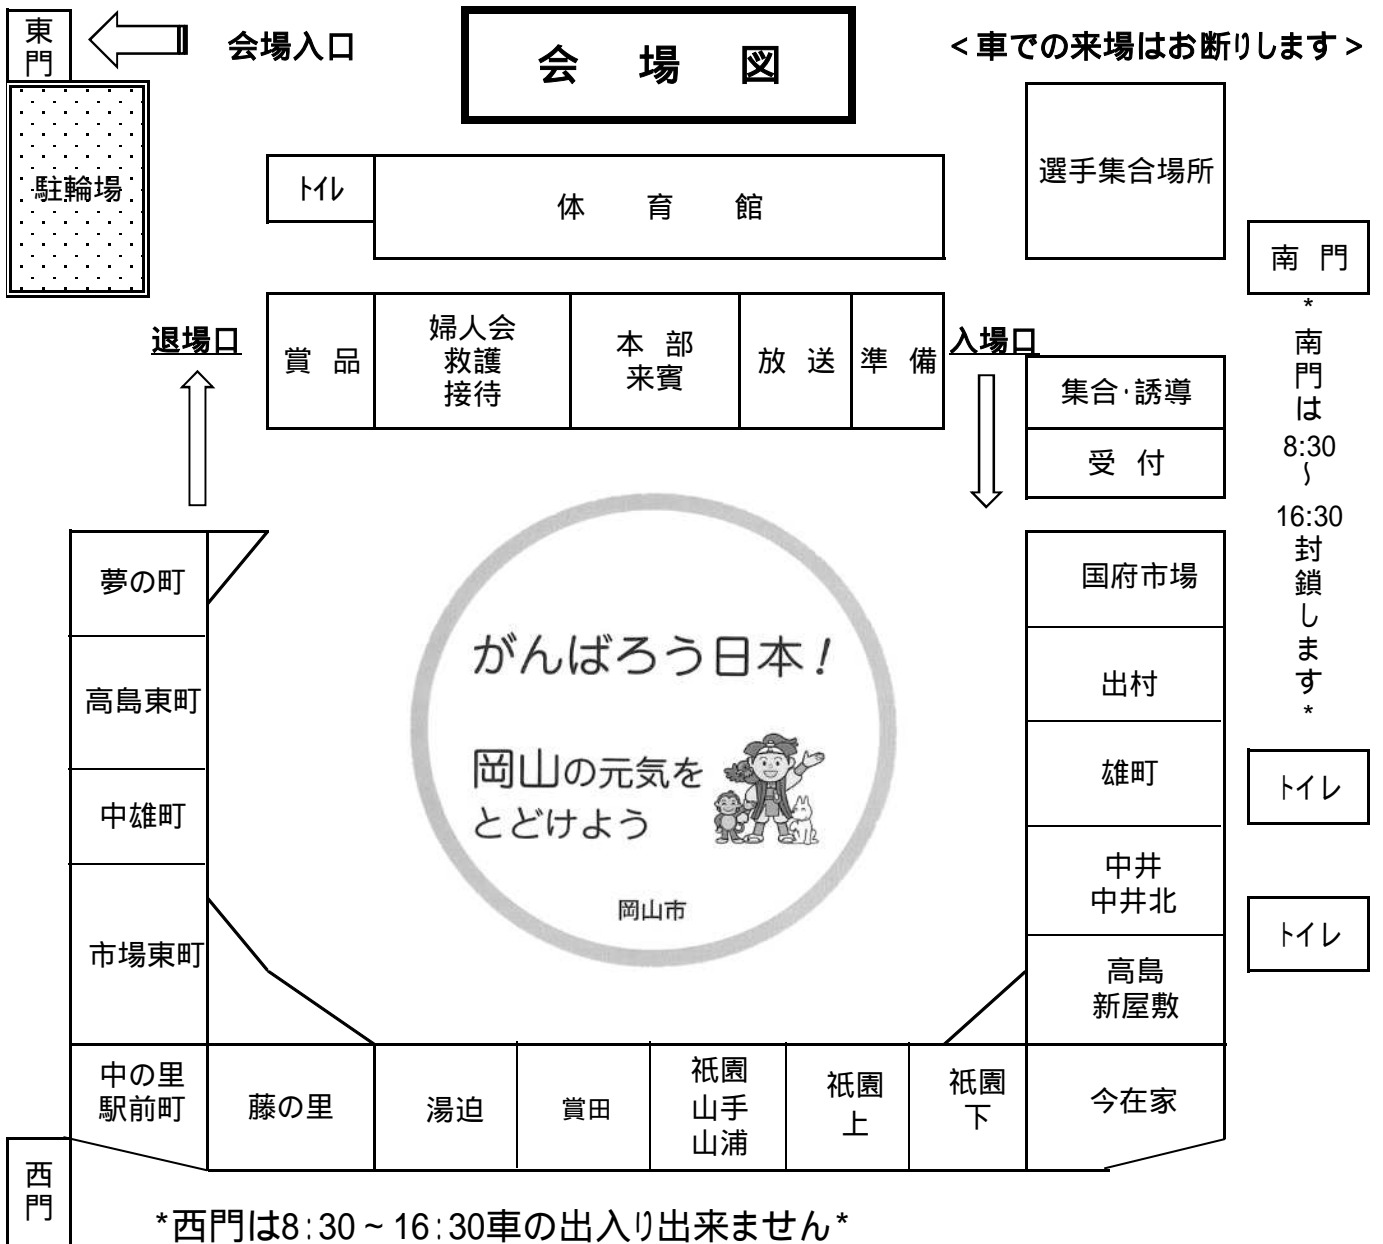 東門
会場入口
会 場 図
<車での来場はお断りします>
駐輪場
トイレ
体 育 館
選手集合場所
南 門
*南門は8:30~16:30封鎖します*
退場口
賞 品
婦人会
救護
接待
本 部
来賓
放 送
準 備
入場口
集合・誘導
受 付
夢の町
高島東町
中雄町
市場東町
がんばろう日本!
岡山の元気を
とどけよう
岡山市
国府市場
出村
雄町
中井
中井北
高島
新屋敷
トイレ
トイレ
中の里
駅前町
藤の里
湯迫
賞田
祇園
山手
山浦
祇園
上
祇園
下
今在家
西門
*西門は8:30~16:30車の出入り出来ません*